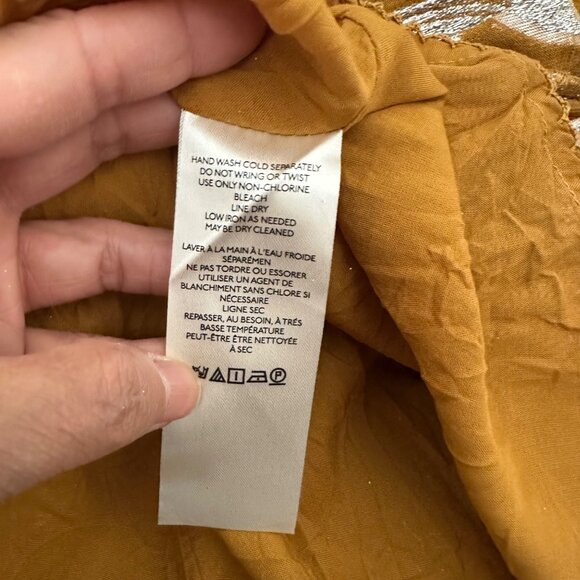 HAND WASH COLD SEPARATELY
DO NOT WRING OR TWIST
USE ONLY NON-CHLORINE
BLEACH
LINE DRY
LOW IRON AS NEEDED
MAY BE DRY CLEANED
LAVER À LA MAIN À L'EAU FROIDE
SÉPARÉMEN
NE PAS TORDRE OU ESSORER
UTILISER UN AGENT DE
BLANCHIMENT SANS CHLORE SI
NÉCESSAIRE
LIGNE SEC
REPASSER, AU BESOIN, À TRÉS
BASSE TEMPÉRATURE
PEUT-ÊTRE ÊTRE NETTOYÉE
À SEC